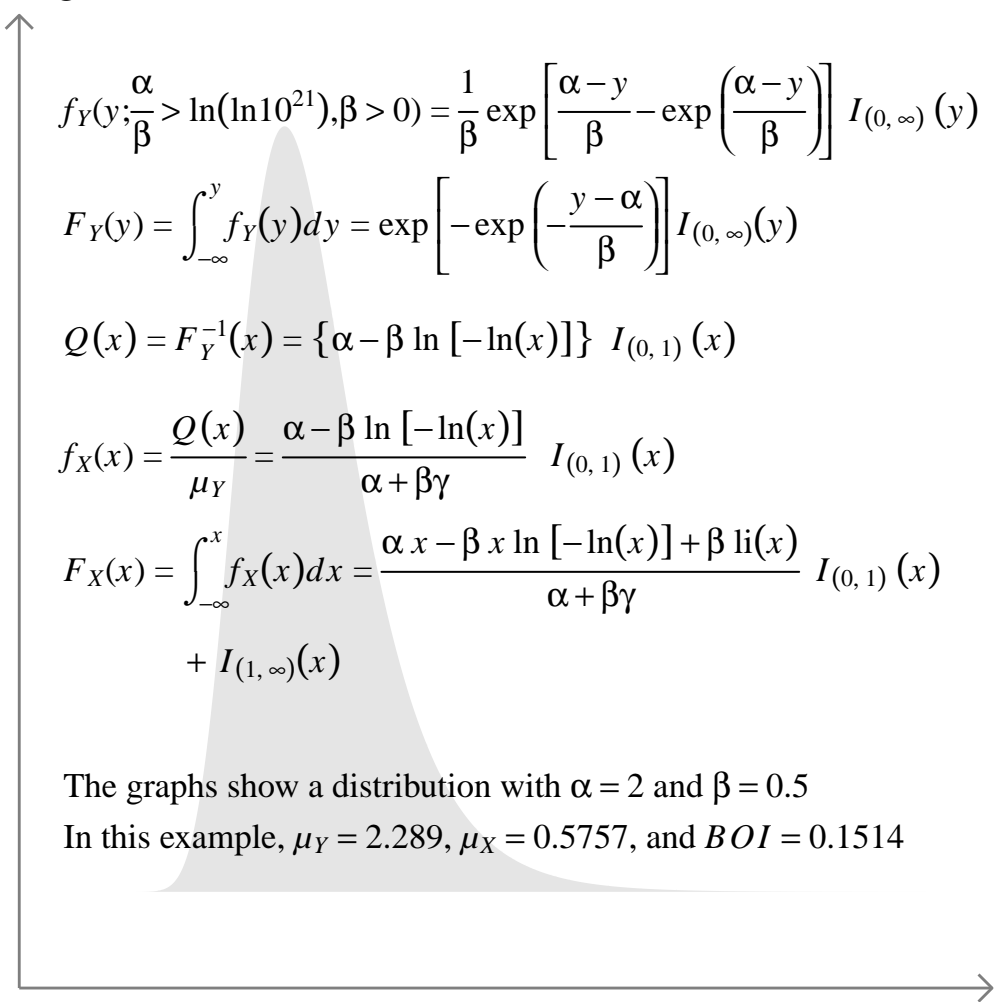 f_Y(y; α/β > ln(ln10^21), β > 0) = 1/β exp [ (α − y)/β − exp ( (α − y)/β ) ] I_(0, ∞) (y)
F_Y(y) = ∫_−∞^y f_Y(y)dy = exp [ −exp ( −(y − α)/β ) ] I_(0, ∞)(y)
Q(x) = F_Y^−1(x) = {α − β ln [−ln(x)]} I_(0, 1) (x)
f_X(x) = Q(x)/μ_Y = (α − β ln [−ln(x)])/(α + βγ) I_(0, 1) (x)
F_X(x) = ∫_−∞^x f_X(x)dx = (α x − β x ln [−ln(x)] + β li(x))/(α + βγ) I_(0, 1) (x)
+ I_(1, ∞)(x)
The graphs show a distribution with α = 2 and β = 0.5
In this example, μ_Y = 2.289, μ_X = 0.5757, and BOI = 0.1514